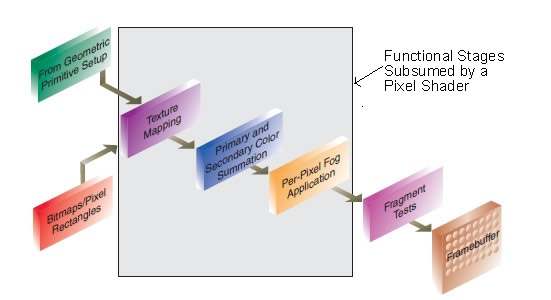 From Geometric
Primitive Setup
Texture
Mapping
Primary and
Secondary Color
Summation
Per-Pixel Fog
Application
Fragment
Tests
Framebuffer
Bitmaps/Pixel
Rectangles
Functional Stages
Subsumed by a
Pixel Shader